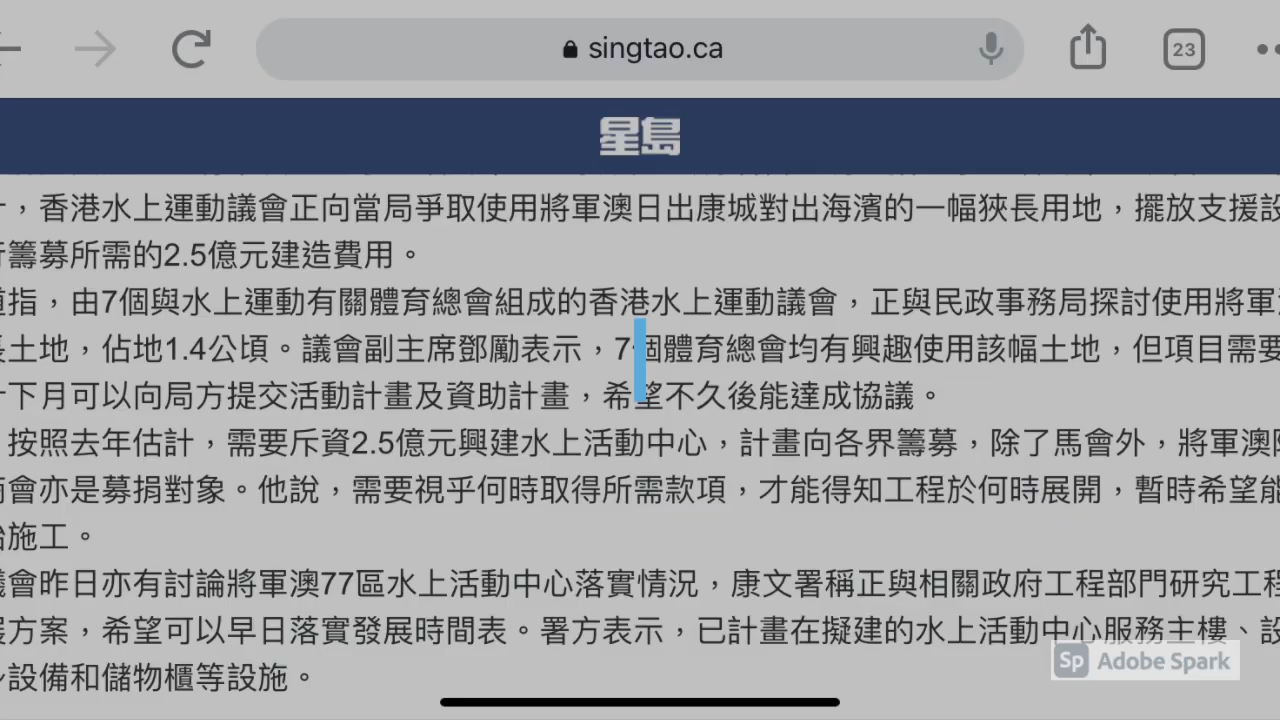 singtao.ca
23
星島
，香港水上運動議會正向當局爭取使用將軍澳日出康城對出海濱的一幅狹長用地，擺放支援設
籌募所需的2.5億元建造費用。
指，由7個與水上運動有關體育總會組成的香港水上運動議會，正與民政事務局探討使用將軍
土地，佔地1.4公頃。議會副主席鄧勵表示，7個體育總會均有興趣使用該幅土地，但項目需要
下月可以向局方提交活動計畫及資助計畫，希望不久後能達成協議。
按照去年估計，需要斥資2.5億元興建水上活動中心，計畫向各界籌募，除了馬會外，將軍澳
會亦是募捐對象。他說，需要視乎何時取得所需款項，才能得知工程於何時展開，暫時希望能
施工。
會昨日亦有討論將軍澳77區水上活動中心落實情況，康文署稱正與相關政府工程部門研究工程
方案，希望可以早日落實發展時間表。署方表示，已計畫在擬建的水上活動中心服務主樓、設
設備和儲物櫃等設施。
Sp Adobe Spark